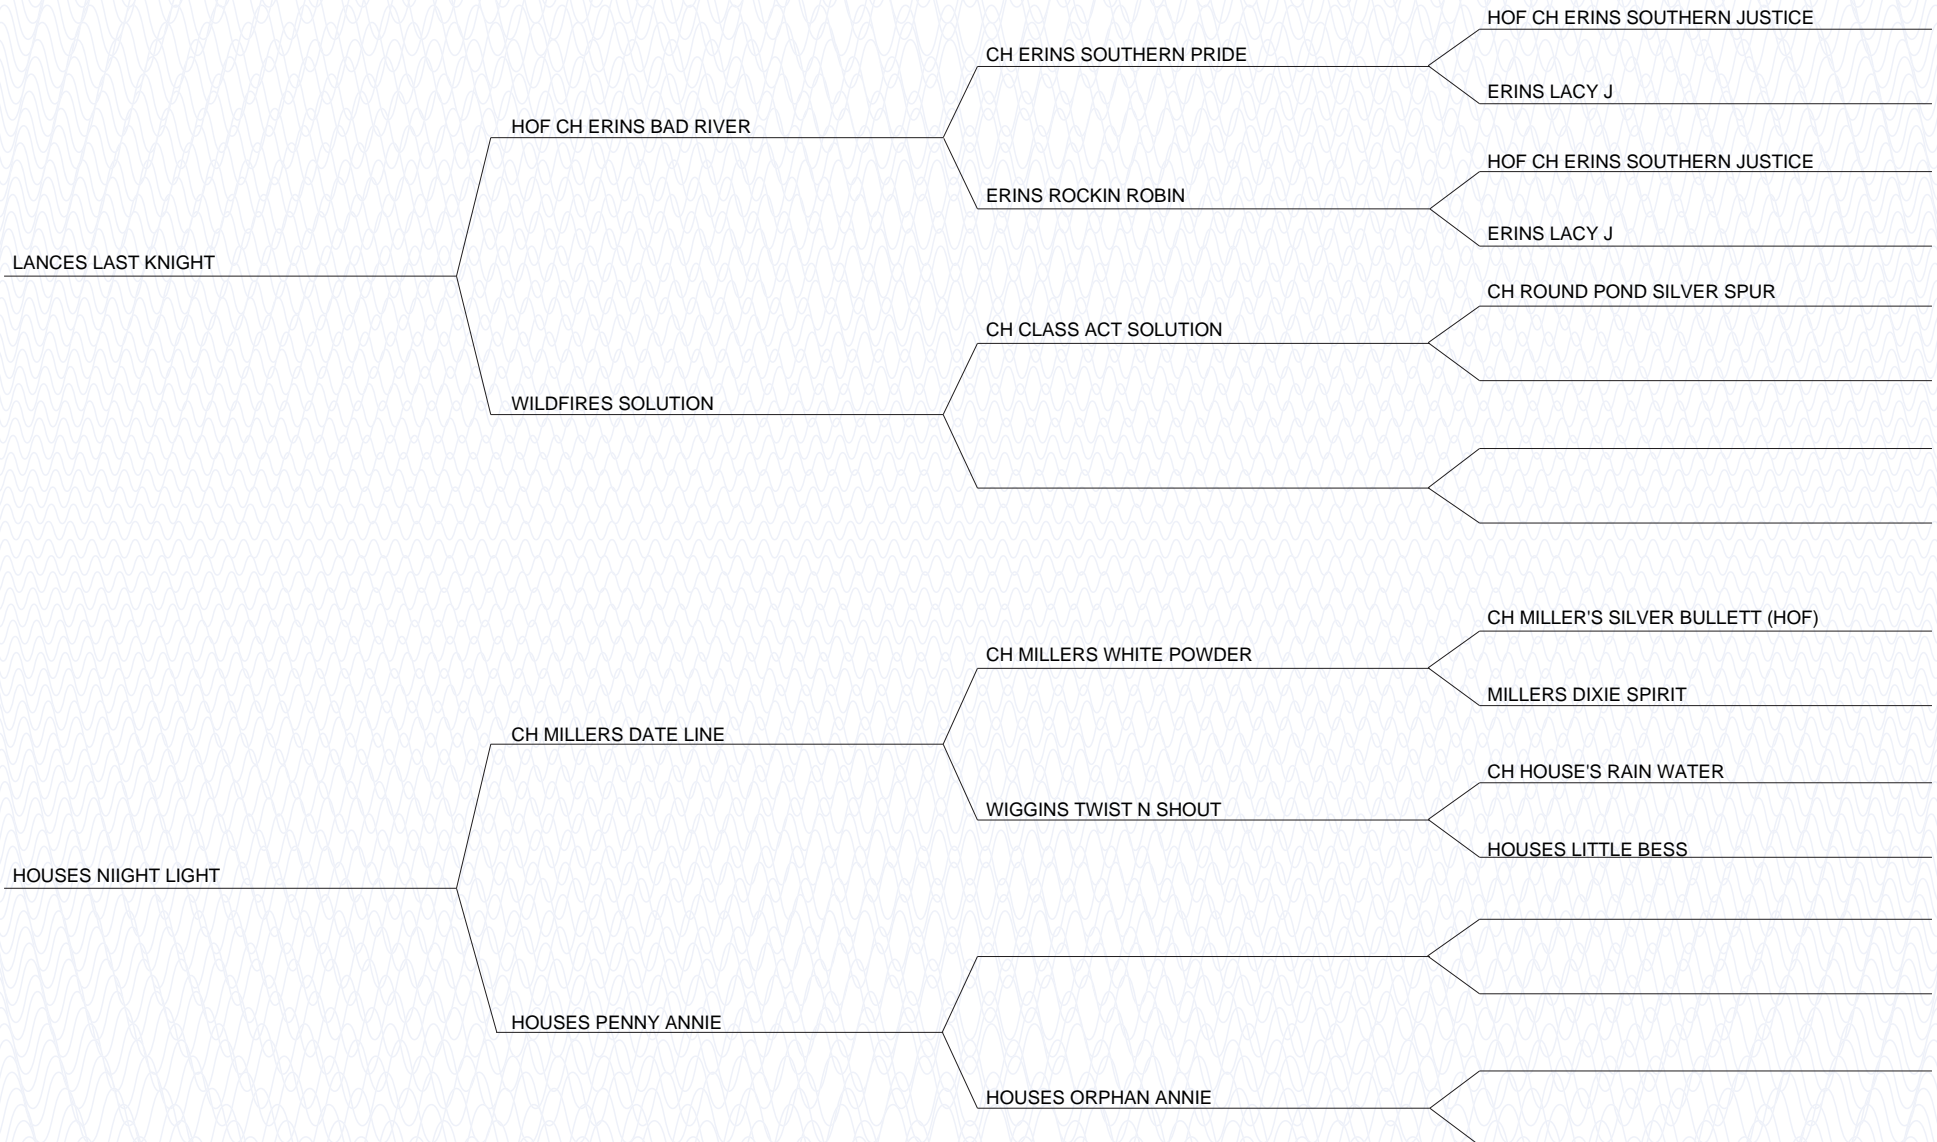 HOF CH ERINS SOUTHERN JUSTICE
CH ERINS SOUTHERN PRIDE
ERINS LACY J
HOF CH ERINS BAD RIVER
HOF CH ERINS SOUTHERN JUSTICE
ERINS ROCKIN ROBIN
ERINS LACY J
LANCES LAST KNIGHT
CH ROUND POND SILVER SPUR
CH CLASS ACT SOLUTION
WILDFIRES SOLUTION
CH MILLER'S SILVER BULLETT (HOF)
CH MILLERS WHITE POWDER
MILLERS DIXIE SPIRIT
CH MILLERS DATE LINE
CH HOUSE'S RAIN WATER
WIGGINS TWIST N SHOUT
HOUSES LITTLE BESS
HOUSES NIIGHT LIGHT
HOUSES PENNY ANNIE
HOUSES ORPHAN ANNIE